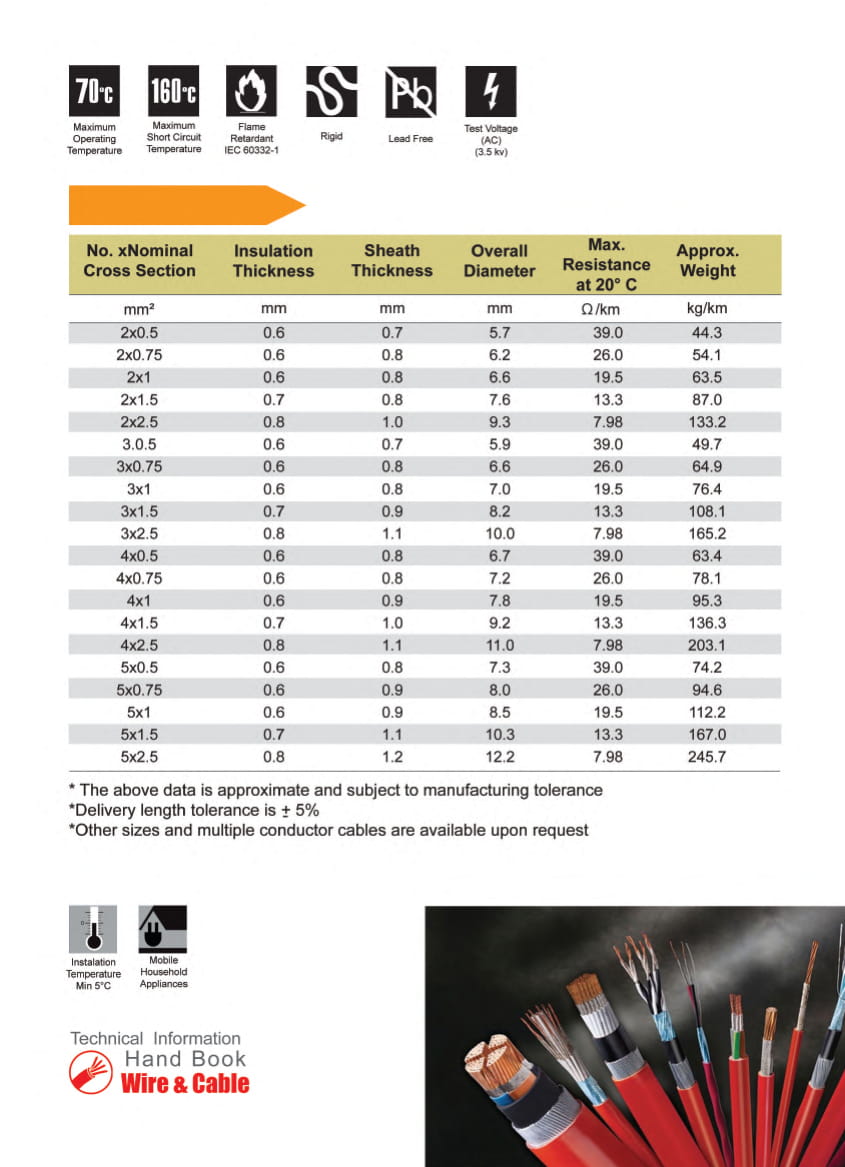 70°C
160°C
Pb
Maximum
Operating
Temperature
Maximum
Short Circuit
Temperature
Flame
Retardant
IEC 60332-1
Rigid
Lead Free
Test Voltage
(AC)
(3.5 kv)
No. xNominal Cross Section Insulation Thickness Sheath Thickness Overall Diameter Max. Resistance at 20° C Approx. Weight
mm² mm mm mm Ω/km kg/km
2x0.5 0.6 0.7 5.7 39.0 44.3
2x0.75 0.6 0.8 6.2 26.0 54.1
2x1 0.6 0.8 6.6 19.5 63.5
2x1.5 0.7 0.8 7.6 13.3 87.0
2x2.5 0.8 1.0 9.3 7.98 133.2
3.0.5 0.6 0.7 5.9 39.0 49.7
3x0.75 0.6 0.8 6.6 26.0 64.9
3x1 0.6 0.8 7.0 19.5 76.4
3x1.5 0.7 0.9 8.2 13.3 108.1
3x2.5 0.8 1.1 10.0 7.98 165.2
4x0.5 0.6 0.8 6.7 39.0 63.4
4x0.75 0.6 0.8 7.2 26.0 78.1
4x1 0.6 0.9 7.8 19.5 95.3
4x1.5 0.7 1.0 9.2 13.3 136.3
4x2.5 0.8 1.1 11.0 7.98 203.1
5x0.5 0.6 0.8 7.3 39.0 74.2
5x0.75 0.6 0.9 8.0 26.0 94.6
5x1 0.6 0.9 8.5 19.5 112.2
5x1.5 0.7 1.1 10.3 13.3 167.0
5x2.5 0.8 1.2 12.2 7.98 245.7
* The above data is approximate and subject to manufacturing tolerance
*Delivery length tolerance is ± 5%
*Other sizes and multiple conductor cables are available upon request
0
Instalation
Temperature
Min 5°C
Mobile
Household
Appliances
Technical Information
Hand Book
Wire & Cable